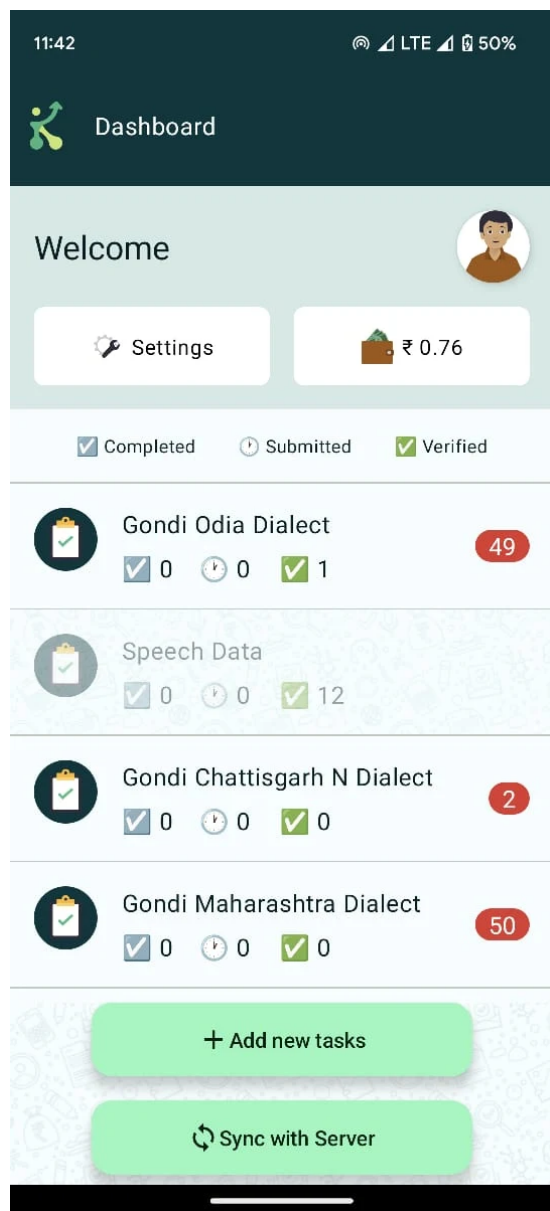 11:42 LTE 50%
Dashboard
Welcome
Settings ₹ 0.76
Completed Submitted Verified
Gondi Odia Dialect
49
0 0 1
Speech Data
0 0 12
Gondi Chattisgarh N Dialect
2
0 0 0
Gondi Maharashtra Dialect
50
0 0 0
+ Add new tasks
Sync with Server